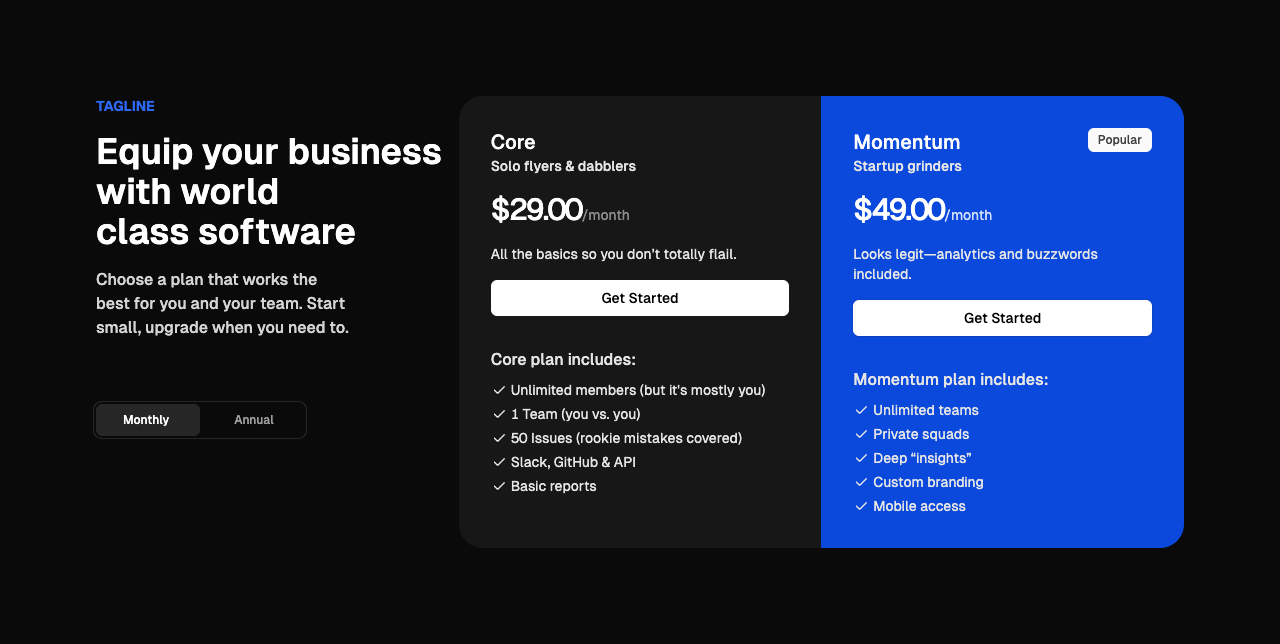 TAGLINE
Equip your business
with world
class software
Choose a plan that works the
best for you and your team. Start
small, upgrade when you need to.
Monthly
Annual
Core
Solo flyers & dabblers
$29.00/month
All the basics so you don’t totally flail.
Get Started
Core plan includes:
Unlimited members (but it's mostly you)
1 Team (you vs. you)
50 Issues (rookie mistakes covered)
Slack, GitHub & API
Basic reports
Momentum
Popular
Startup grinders
$49.00/month
Looks legit—analytics and buzzwords
included.
Get Started
Momentum plan includes:
Unlimited teams
Private squads
Deep “insights”
Custom branding
Mobile access